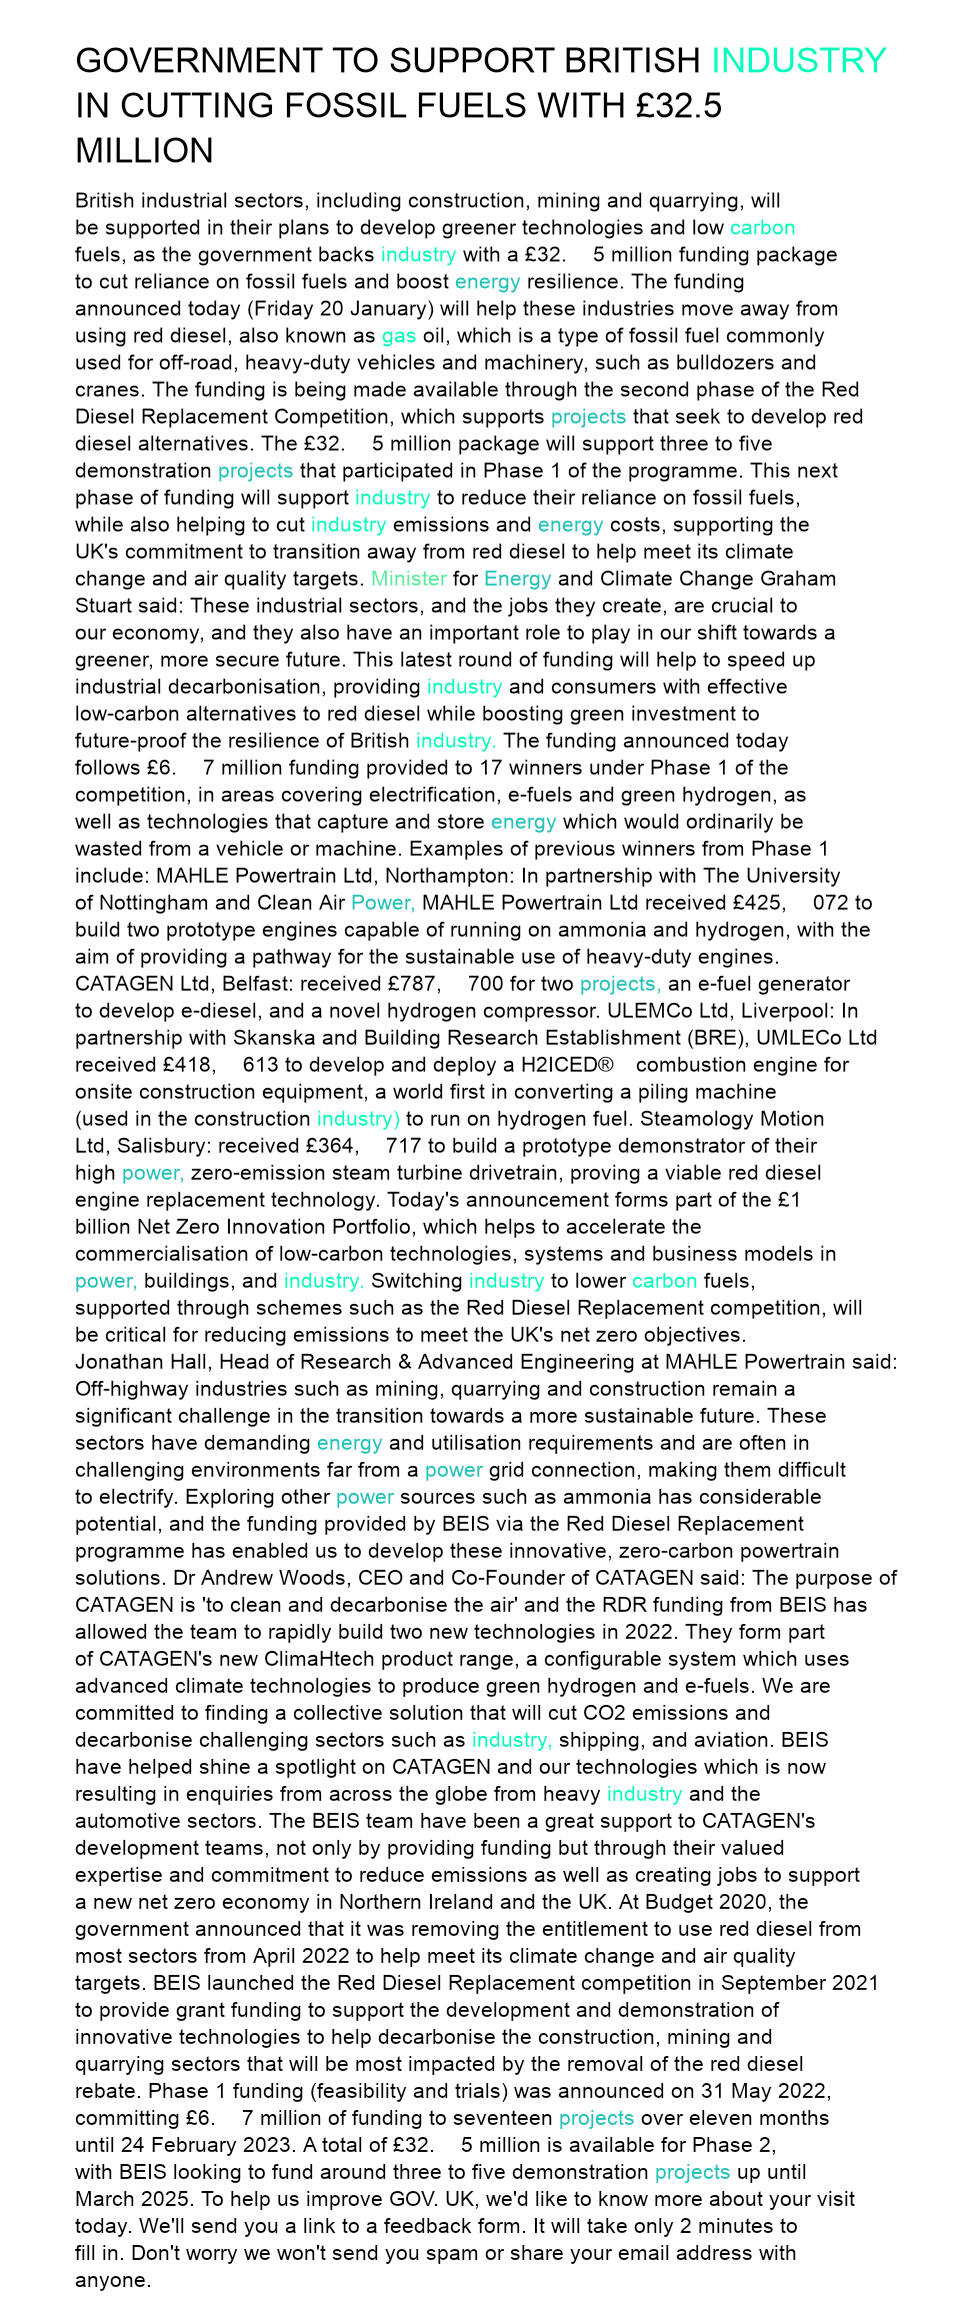 GOVERNMENT TO SUPPORT BRITISH INDUSTRY
IN CUTTING FOSSIL FUELS WITH £32.5
MILLION
British industrial sectors, including construction, mining and quarrying, will
be supported in their plans to develop greener technologies and low carbon
fuels, as the government backs industry with a £32. 5 million funding package
to cut reliance on fossil fuels and boost energy resilience. The funding
announced today (Friday 20 January) will help these industries move away from
using red diesel, also known as gas oil, which is a type of fossil fuel commonly
used for off-road, heavy-duty vehicles and machinery, such as bulldozers and
cranes. The funding is being made available through the second phase of the Red
Diesel Replacement Competition, which supports projects that seek to develop red
diesel alternatives. The £32. 5 million package will support three to five
demonstration projects that participated in Phase 1 of the programme. This next
phase of funding will support industry to reduce their reliance on fossil fuels,
while also helping to cut industry emissions and energy costs, supporting the
UK's commitment to transition away from red diesel to help meet its climate
change and air quality targets. Minister for Energy and Climate Change Graham
Stuart said: These industrial sectors, and the jobs they create, are crucial to
our economy, and they also have an important role to play in our shift towards a
greener, more secure future. This latest round of funding will help to speed up
industrial decarbonisation, providing industry and consumers with effective
low-carbon alternatives to red diesel while boosting green investment to
future-proof the resilience of British industry. The funding announced today
follows £6. 7 million funding provided to 17 winners under Phase 1 of the
competition, in areas covering electrification, e-fuels and green hydrogen, as
well as technologies that capture and store energy which would ordinarily be
wasted from a vehicle or machine. Examples of previous winners from Phase 1
include: MAHLE Powertrain Ltd, Northampton: In partnership with The University
of Nottingham and Clean Air Power, MAHLE Powertrain Ltd received £425, 072 to
build two prototype engines capable of running on ammonia and hydrogen, with the
aim of providing a pathway for the sustainable use of heavy-duty engines.
CATAGEN Ltd, Belfast: received £787, 700 for two projects, an e-fuel generator
to develop e-diesel, and a novel hydrogen compressor. ULEMCo Ltd, Liverpool: In
partnership with Skanska and Building Research Establishment (BRE), UMLECo Ltd
received £418, 613 to develop and deploy a H2ICED® combustion engine for
onsite construction equipment, a world first in converting a piling machine
(used in the construction industry) to run on hydrogen fuel. Steamology Motion
Ltd, Salisbury: received £364, 717 to build a prototype demonstrator of their
high power, zero-emission steam turbine drivetrain, proving a viable red diesel
engine replacement technology. Today's announcement forms part of the £1
billion Net Zero Innovation Portfolio, which helps to accelerate the
commercialisation of low-carbon technologies, systems and business models in
power, buildings, and industry. Switching industry to lower carbon fuels,
supported through schemes such as the Red Diesel Replacement competition, will
be critical for reducing emissions to meet the UK's net zero objectives.
Jonathan Hall, Head of Research & Advanced Engineering at MAHLE Powertrain said:
Off-highway industries such as mining, quarrying and construction remain a
significant challenge in the transition towards a more sustainable future. These
sectors have demanding energy and utilisation requirements and are often in
challenging environments far from a power grid connection, making them difficult
to electrify. Exploring other power sources such as ammonia has considerable
potential, and the funding provided by BEIS via the Red Diesel Replacement
programme has enabled us to develop these innovative, zero-carbon powertrain
solutions. Dr Andrew Woods, CEO and Co-Founder of CATAGEN said: The purpose of
CATAGEN is 'to clean and decarbonise the air' and the RDR funding from BEIS has
allowed the team to rapidly build two new technologies in 2022. They form part
of CATAGEN's new ClimaHtech product range, a configurable system which uses
advanced climate technologies to produce green hydrogen and e-fuels. We are
committed to finding a collective solution that will cut CO2 emissions and
decarbonise challenging sectors such as industry, shipping, and aviation. BEIS
have helped shine a spotlight on CATAGEN and our technologies which is now
resulting in enquiries from across the globe from heavy industry and the
automotive sectors. The BEIS team have been a great support to CATAGEN's
development teams, not only by providing funding but through their valued
expertise and commitment to reduce emissions as well as creating jobs to support
a new net zero economy in Northern Ireland and the UK. At Budget 2020, the
government announced that it was removing the entitlement to use red diesel from
most sectors from April 2022 to help meet its climate change and air quality
targets. BEIS launched the Red Diesel Replacement competition in September 2021
to provide grant funding to support the development and demonstration of
innovative technologies to help decarbonise the construction, mining and
quarrying sectors that will be most impacted by the removal of the red diesel
rebate. Phase 1 funding (feasibility and trials) was announced on 31 May 2022,
committing £6. 7 million of funding to seventeen projects over eleven months
until 24 February 2023. A total of £32. 5 million is available for Phase 2,
with BEIS looking to fund around three to five demonstration projects up until
March 2025. To help us improve GOV. UK, we'd like to know more about your visit
today. We'll send you a link to a feedback form. It will take only 2 minutes to
fill in. Don't worry we won't send you spam or share your email address with
anyone.